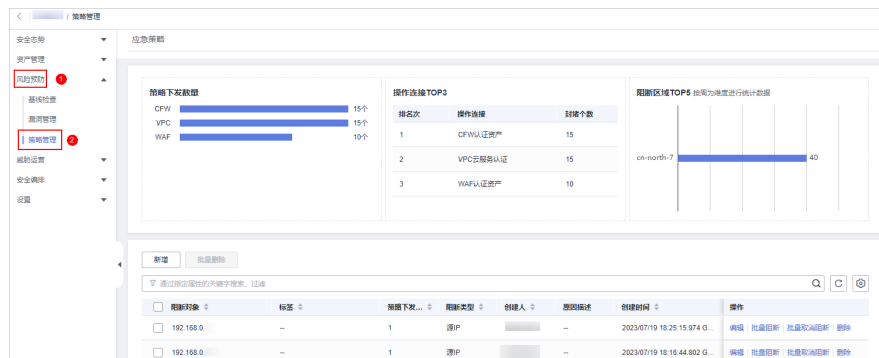 / 策略管理
安全态势
资产管理
风险预防 1
基线检查
漏洞管理
策略管理 2
威胁运营
安全编排
设置
应急策略
策略下发数量
CFW 15个
VPC 15个
WAF 10个
操作连接TOP3
排名次 操作连接 封堵个数
1 CFW认证资产 15
2 VPC云服务认证 15
3 WAF认证资产 10
阻断区域TOP5 按周为维度进行统计数据
cn-north-7 40
新增 批量删除
通过指定属性的关键字搜索、过滤
阻断对象 标签 策略下发... 阻断类型 创建人 原因描述 创建时间 操作
192.168.0. -- 1 源IP -- 2023/07/19 18:25:15.974 G... 编辑 批量阻断 批量取消阻断 删除
192.168.0. -- 1 源IP -- 2023/07/19 18:16:44.802 G... 编辑 批量阻断 批量取消阻断 删除